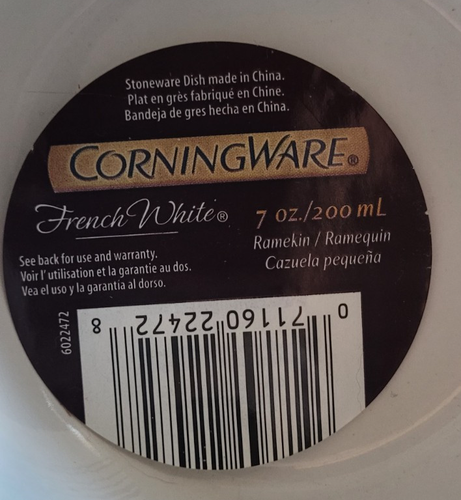 Stoneware Dish made in China.
Plat en grès fabriqué en Chine.
Bandeja de gres hecha en China.
CORNINGWARE®
French White®
7 oz./200 mL
Ramekin / Ramequin
Cazuela pequeña
See back for use and warranty.
Voir l'utilisation et la garantie au dos.
Vea el uso y la garantía al dorso.
6022472
0 71160 22472 8